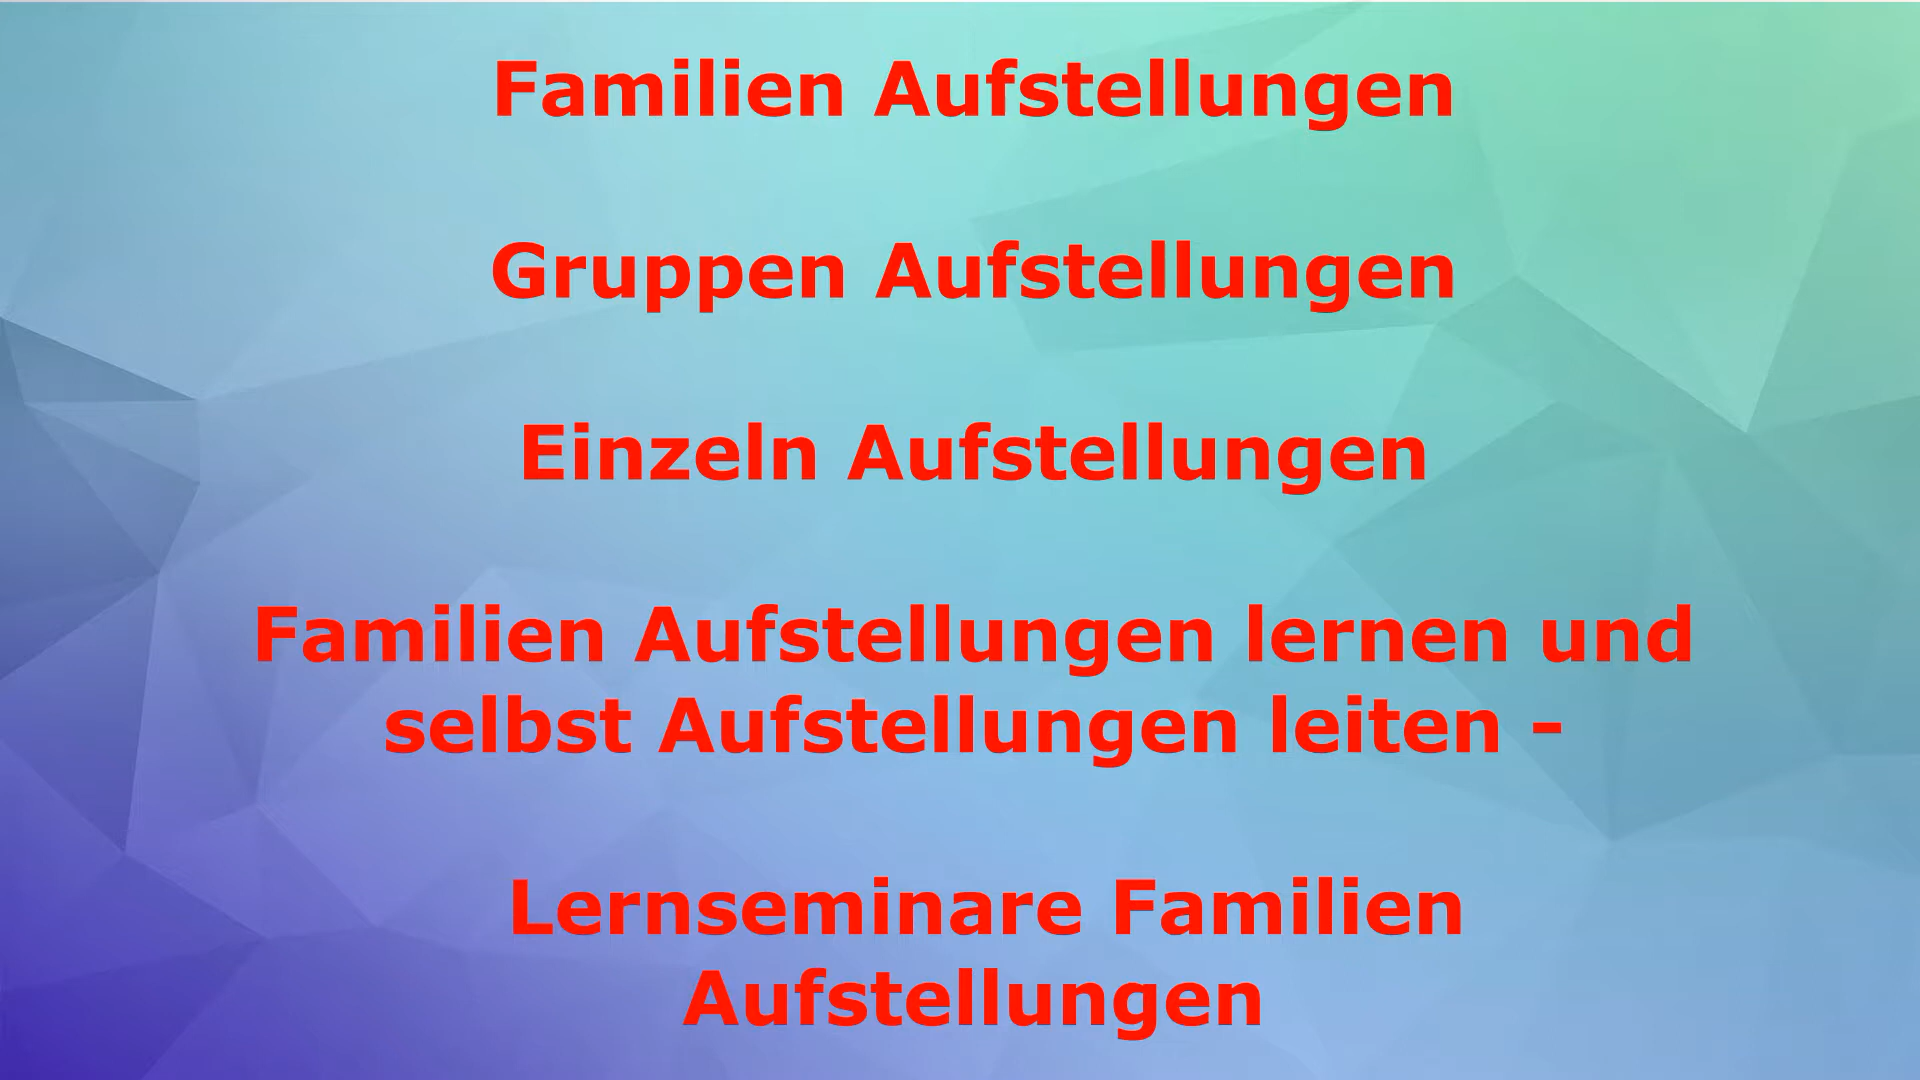 Familien Aufstellungen
Gruppen Aufstellungen
Einzeln Aufstellungen
Familien Aufstellungen lernen und
selbst Aufstellungen leiten -
Lernseminare Familien
Aufstellungen